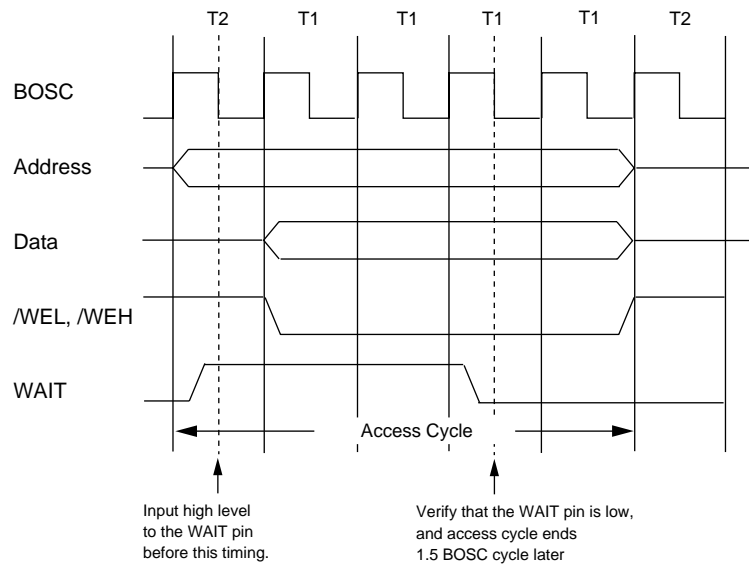 T2 T1 T1 T1 T1 T2
BOSC
Address
Data
/WEL, /WEH
WAIT
Access Cycle
Input high level
to the WAIT pin
before this timing.
Verify that the WAIT pin is low,
and access cycle ends
1.5 BOSC cycle later